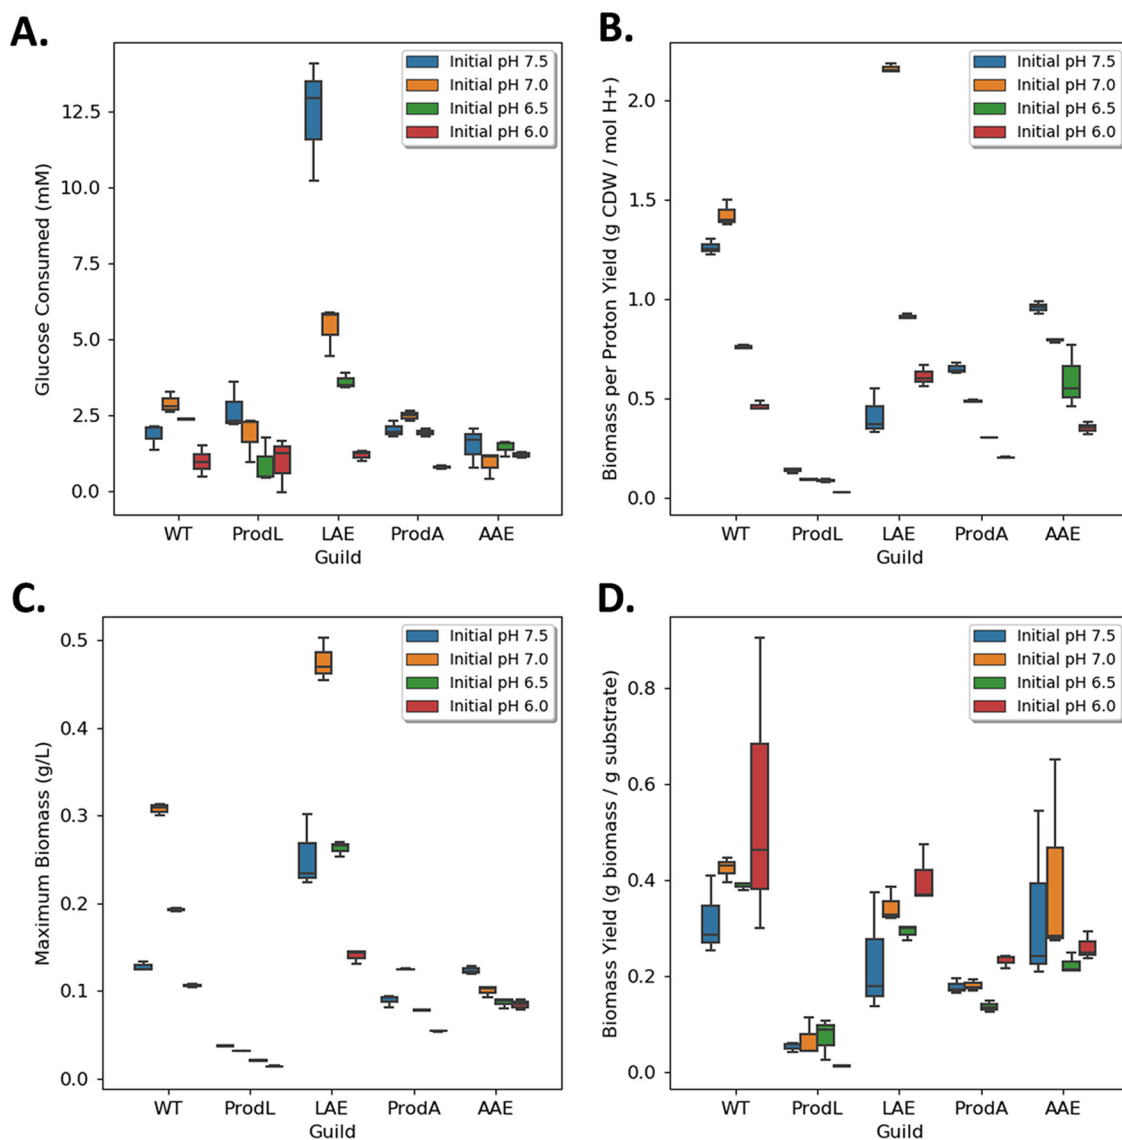 A.
Glucose Consumed (mM)
12.5
10.0
7.5
5.0
2.5
0.0
Initial pH 7.5
Initial pH 7.0
Initial pH 6.5
Initial pH 6.0
WT ProdL LAE ProdA AAE
Guild
B.
Biomass per Proton Yield (g CDW / mol H+)
2.0
1.5
1.0
0.5
0.0
Initial pH 7.5
Initial pH 7.0
Initial pH 6.5
Initial pH 6.0
WT ProdL LAE ProdA AAE
Guild
C.
Maximum Biomass (g/L)
0.5
0.4
0.3
0.2
0.1
0.0
Initial pH 7.5
Initial pH 7.0
Initial pH 6.5
Initial pH 6.0
WT ProdL LAE ProdA AAE
Guild
D.
Biomass Yield (g biomass / g substrate)
0.8
0.6
0.4
0.2
0.0
Initial pH 7.5
Initial pH 7.0
Initial pH 6.5
Initial pH 6.0
WT ProdL LAE ProdA AAE
Guild